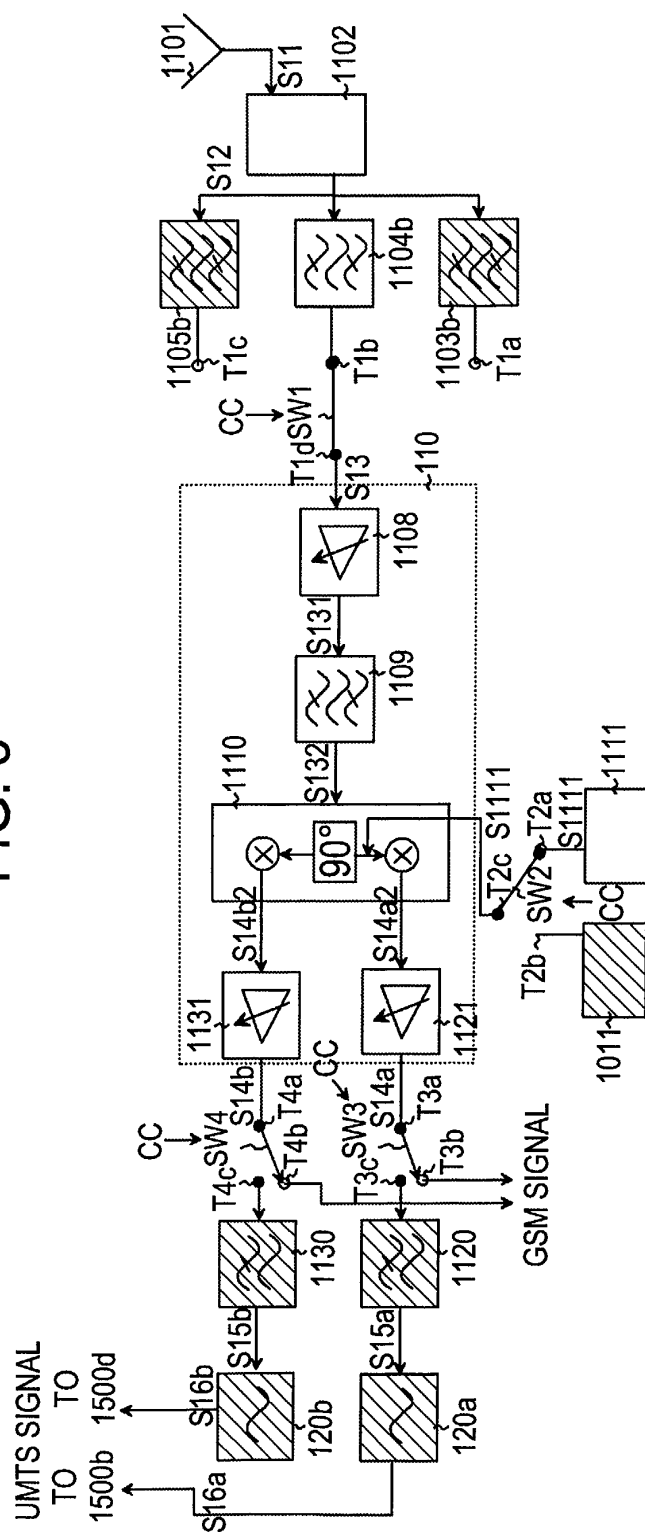 1101
S11
1102
S12
1105b
T1c
1104b
1103b
T1a
T1b
CC
SW1
T1d
S13
110
1108
S131
1109
S132
1110
90°
S1111
T2c
T2a
SW2
S1111
1111
CC
T2b
1011
S14b2
S14a2
1131
1121
S14b
T4a
CC
SW4
T4b
T4c
CC
S14a
T3a
SW3
T3b
T3c
GSM SIGNAL
1130
1120
S15b
S15a
120b
120a
S16b
S16a
UMTS SIGNAL
TO
1500d
TO
1500b